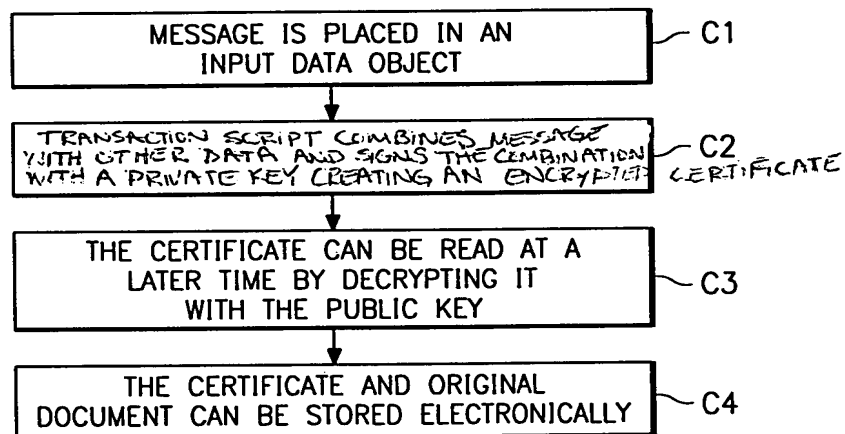 MESSAGE IS PLACED IN AN
INPUT DATA OBJECT
C1
TRANSACTION SCRIPT COMBINES MESSAGE
WITH OTHER DATA AND SIGNS THE COMBINATION
WITH A PRIVATE KEY CREATING AN ENCRYPTED CERTIFICATE
C2
THE CERTIFICATE CAN BE READ AT A
LATER TIME BY DECRYPTING IT
WITH THE PUBLIC KEY
C3
THE CERTIFICATE AND ORIGINAL
DOCUMENT CAN BE STORED ELECTRONICALLY
C4